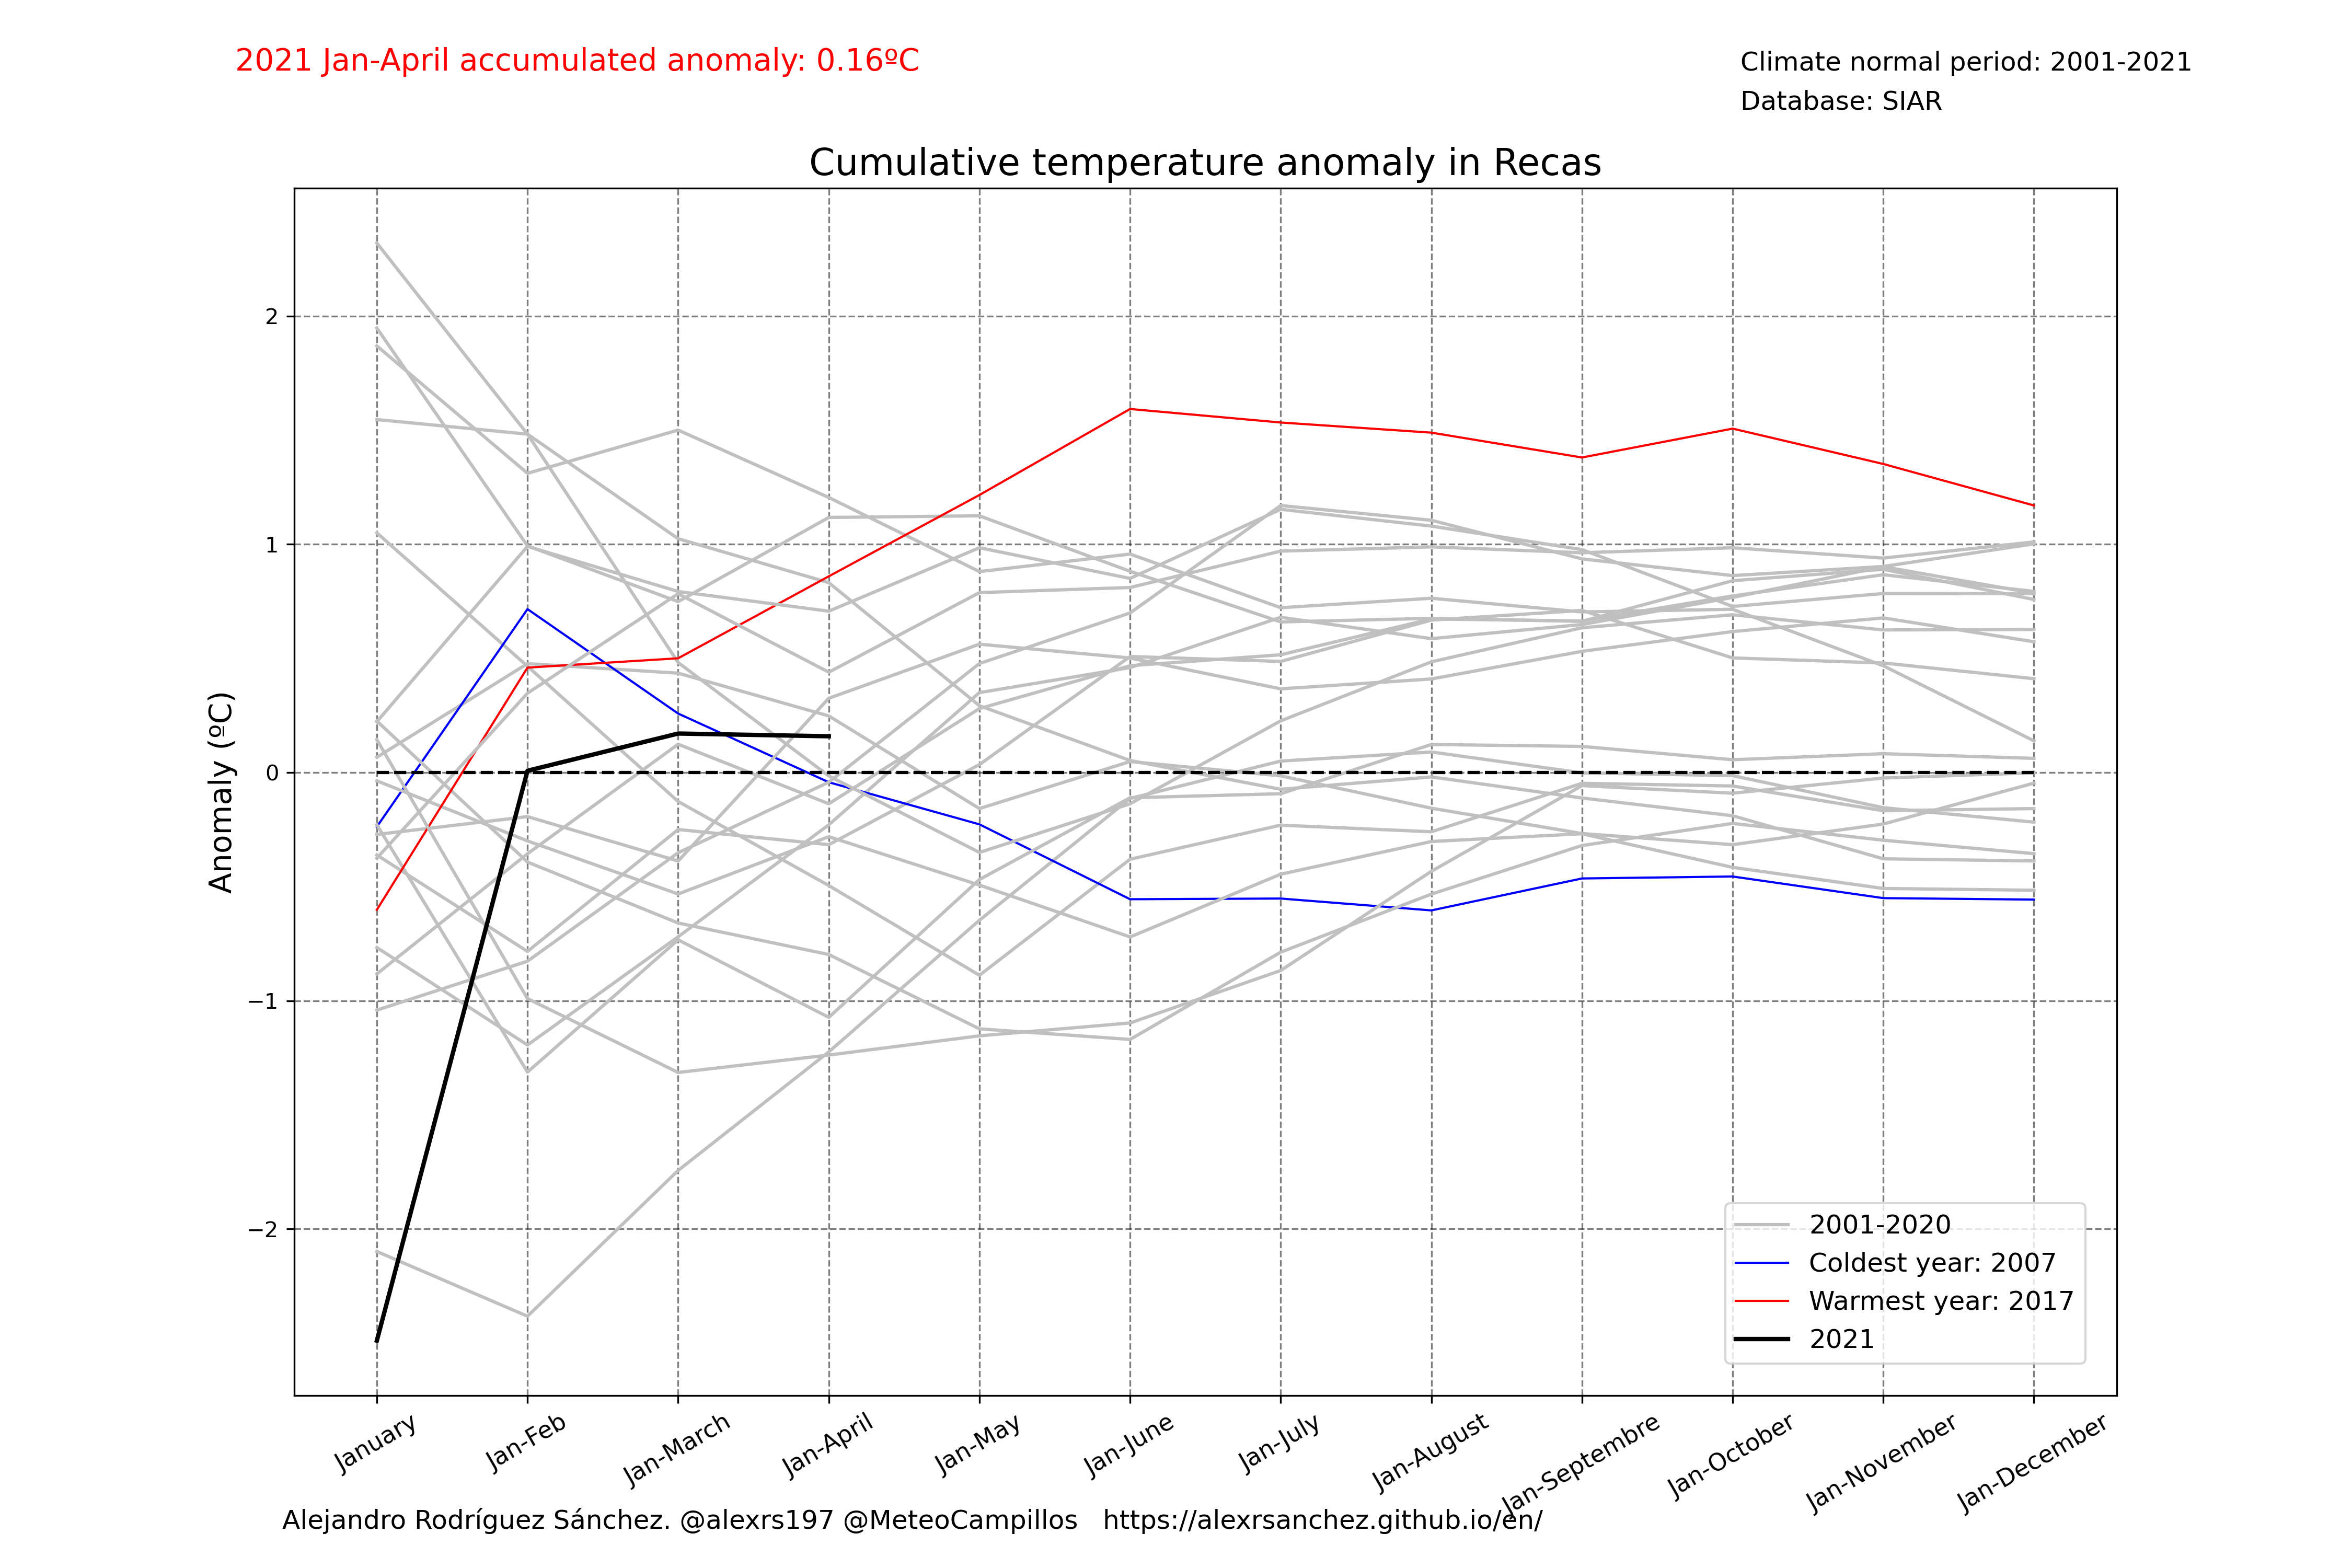 2021 Jan-April accumulated anomaly: 0.16ºC
Climate normal period: 2001-2021
Database: SIAR
Cumulative temperature anomaly in Recas
Anomaly (ºC)
2
1
0
−1
−2
2001-2020
Coldest year: 2007
Warmest year: 2017
2021
January
Jan-Feb
Jan-March
Jan-April
Jan-May
Jan-June
Jan-July
Jan-August
Jan-Septembre
Jan-October
Jan-November
Jan-December
Alejandro Rodríguez Sánchez. @alexrs197 @MeteoCampillos https://alexrsanchez.github.io/en/